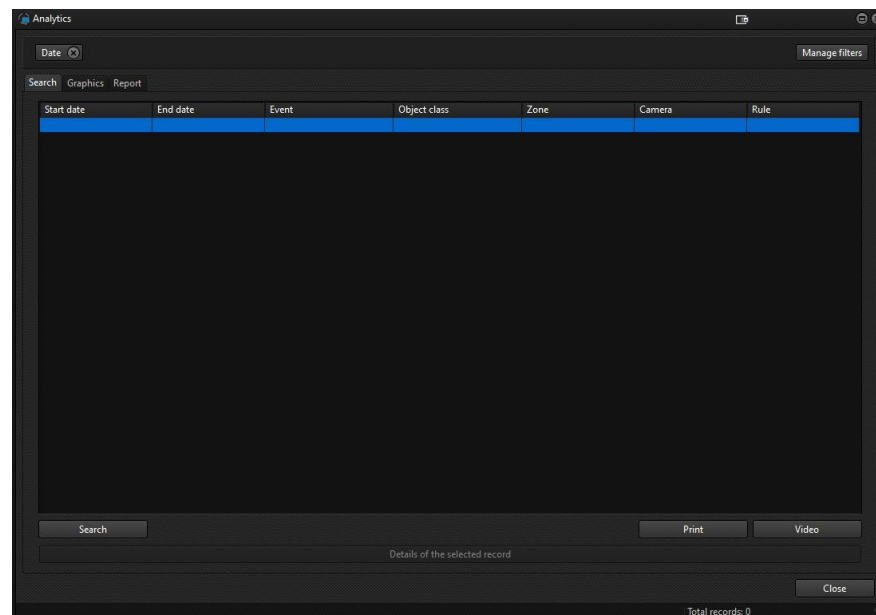 Analytics
Date
Manage filters
Search Graphics Report
Start date End date Event Object class Zone Camera Rule
Search Print Video
Details of the selected record
Close
Total records: 0